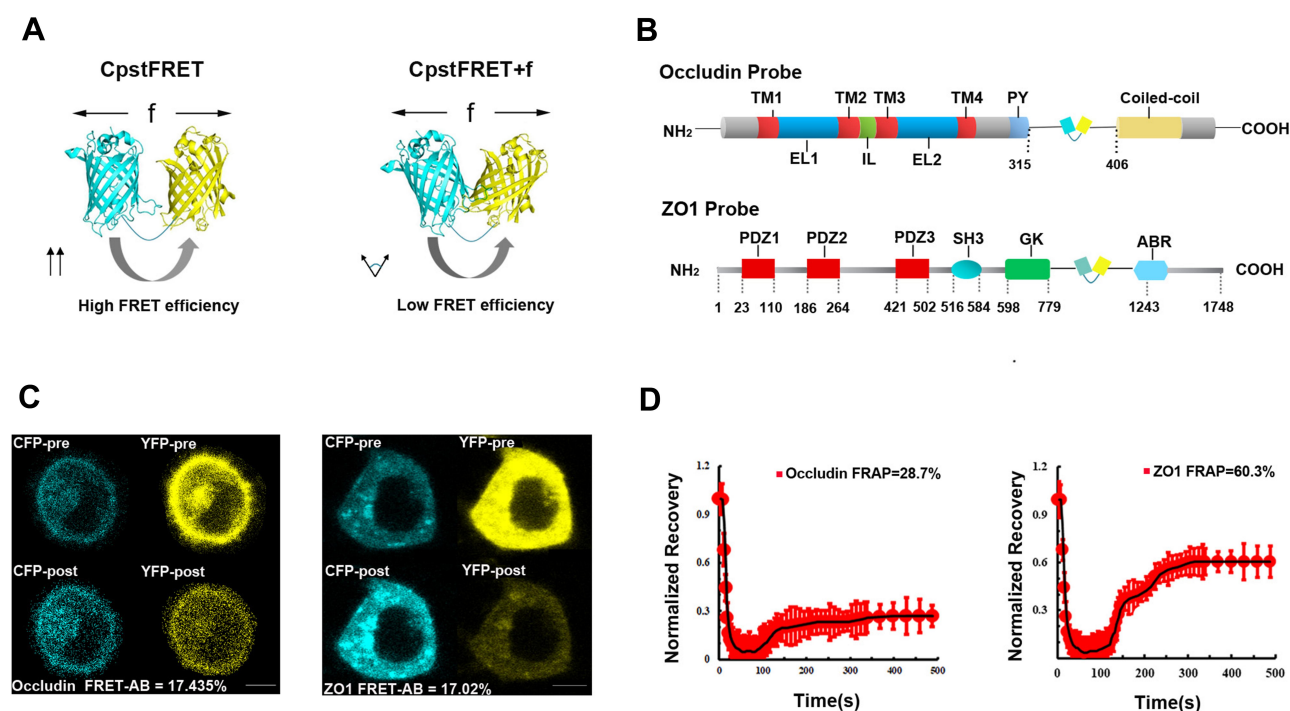 A
CpstFRET
f
High FRET efficiency
CpstFRET+f
f
Low FRET efficiency
B
Occludin Probe
TM1 TM2 TM3 TM4 PY Coiled-coil
NH₂ COOH
EL1 IL EL2 315 406
ZO1 Probe
PDZ1 PDZ2 PDZ3 SH3 GK ABR
NH₂ COOH
1 23 110 186 264 421 502 516 584 598 779 1243 1748
C
CFP-pre YFP-pre
CFP-post YFP-post
Occludin FRET-AB = 17.435%
CFP-pre YFP-pre
CFP-post YFP-post
ZO1 FRET-AB = 17.02%
D
Normalized Recovery
1.2
0.9
0.6
0.3
0
Occludin FRAP=28.7%
0 100 200 300 400 500
Time(s)
Normalized Recovery
1.2
0.9
0.6
0.3
ZO1 FRAP=60.3%
0 100 200 300 400 500
Time(s)